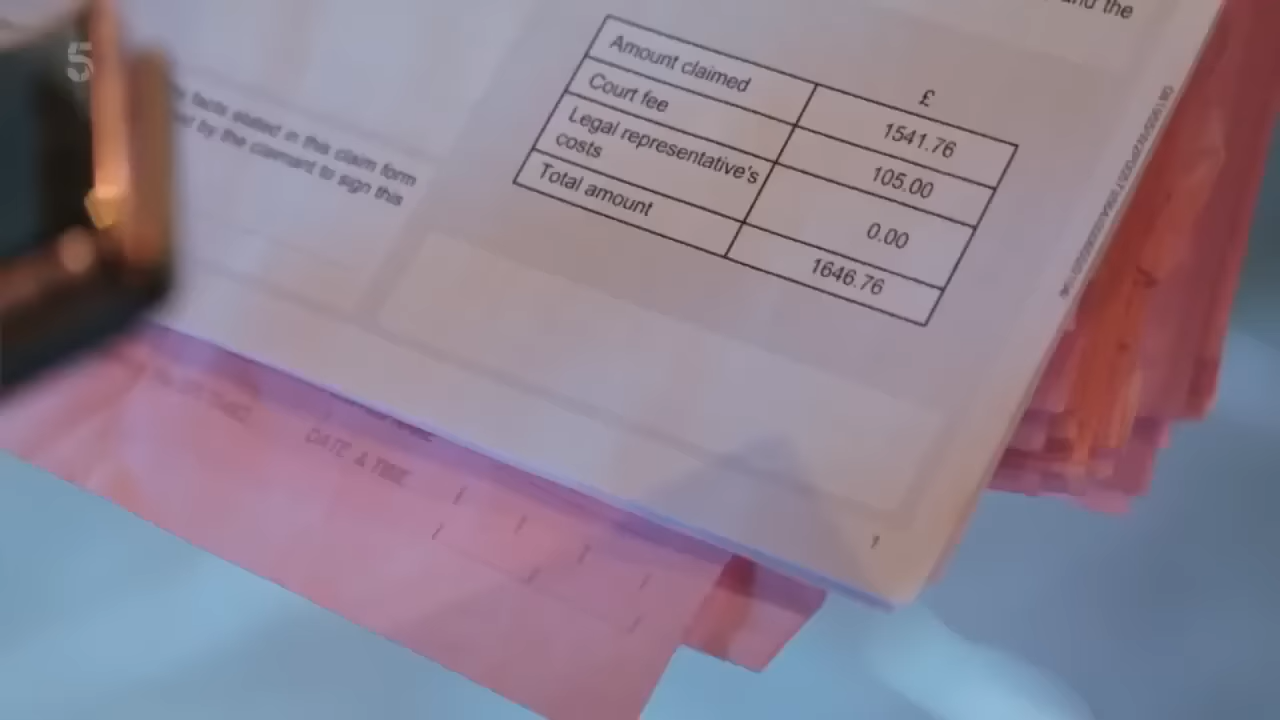 5
and the
£
Amount claimed 1541.76
Court fee 105.00
Legal representative's
costs 0.00
Total amount 1646.76
facts stated in this claim form
by the claimant to sign this
DATE & TIME
1